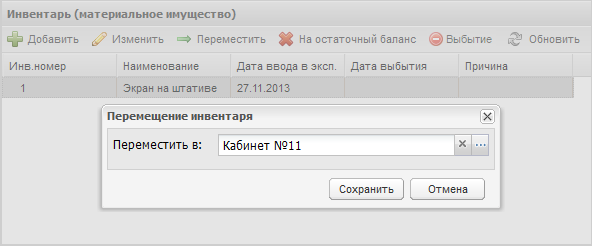 Инвентарь (материальное имущество)
Добавить Изменить Переместить На остаточный баланс Выбытие Обновить
Инв.номер Наименование Дата ввода в эксп. Дата выбытия Причина
1 Экран на штативе 27.11.2013
Перемещение инвентаря
Переместить в: Кабинет №11
Сохранить Отмена